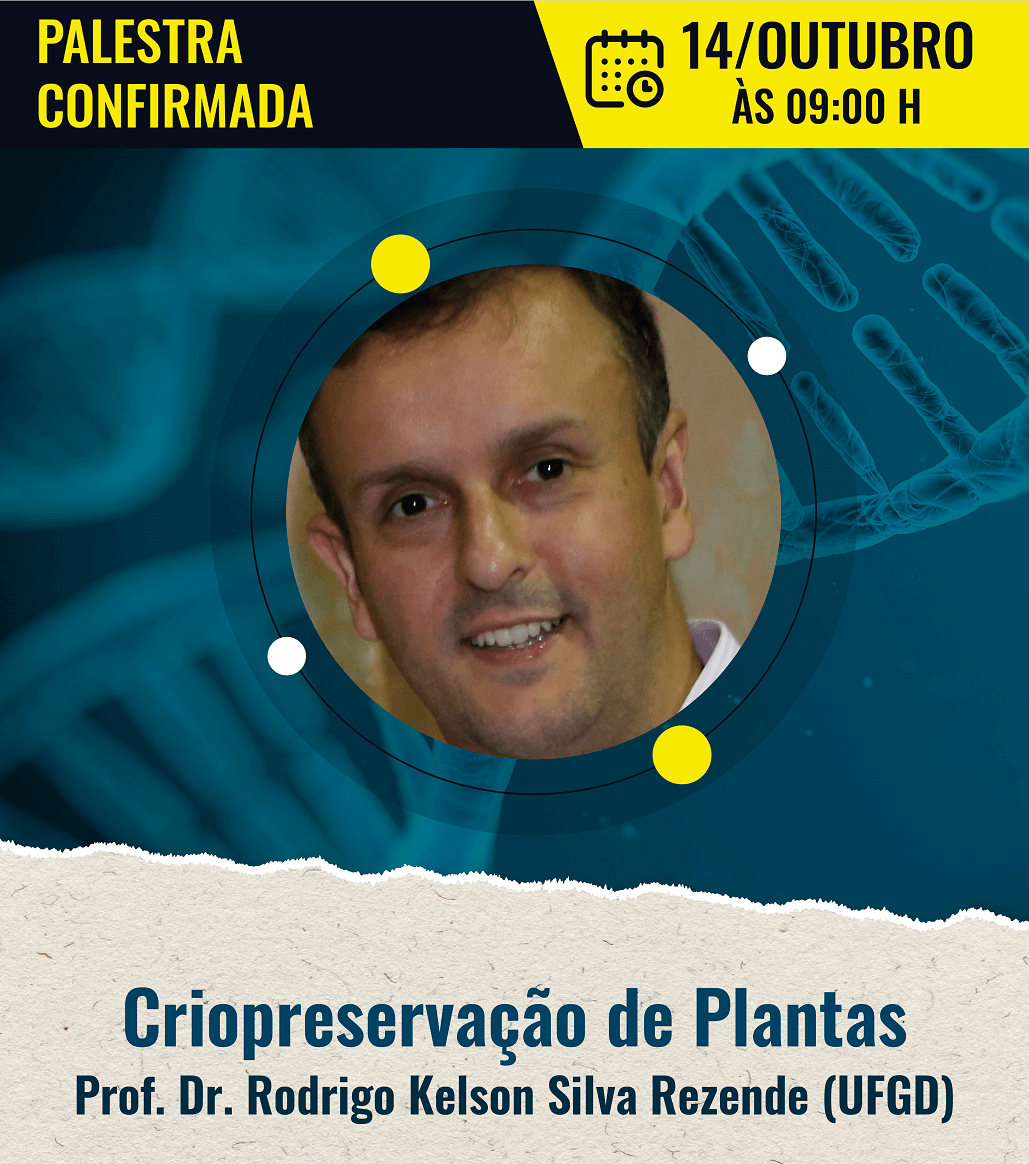 PALESTRA
CONFIRMADA
14/OUTUBRO
ÀS 09:00 H
Criopreservação de Plantas
Prof. Dr. Rodrigo Kelson Silva Rezende (UFGD)